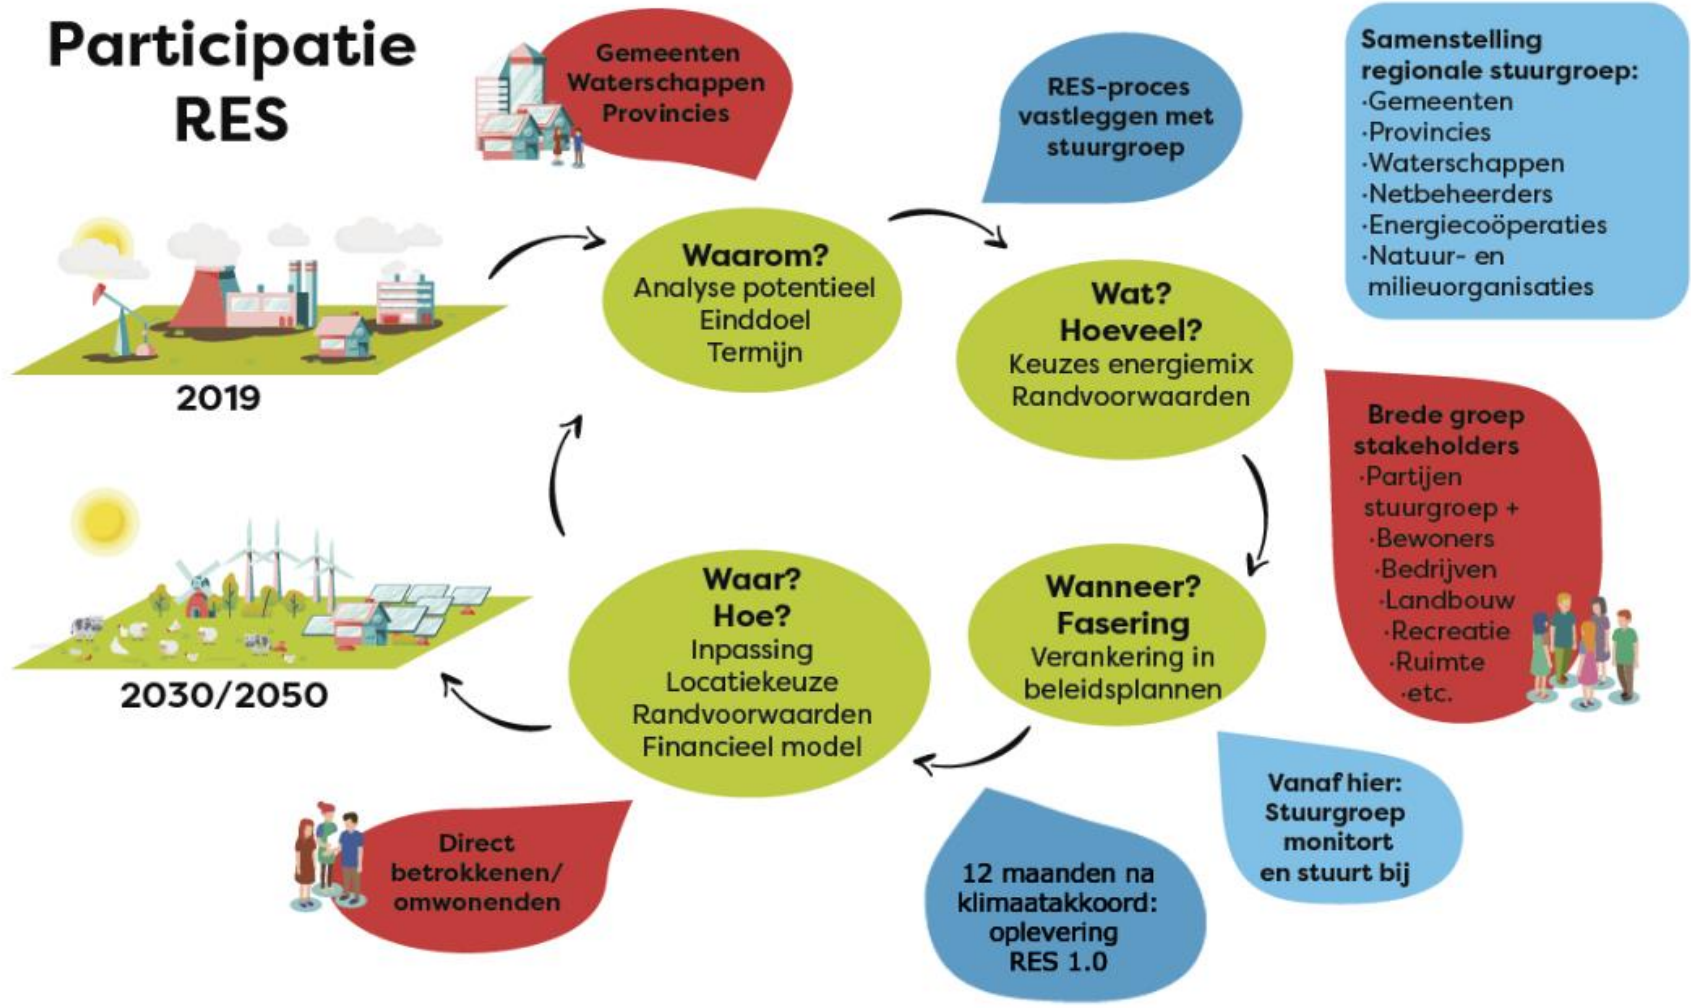 Participatie
RES
Gemeenten
Waterschappen
Provincies
RES-proces
vastleggen met
stuurgroep
Samenstelling
regionale stuurgroep:
·Gemeenten
·Provincies
·Waterschappen
·Netbeheerders
·Energiecoöperaties
·Natuur- en
milieuorganisaties
2019
Waarom?
Analyse potentieel
Einddoel
Termijn
Wat?
Hoeveel?
Keuzes energiemix
Randvoorwaarden
Brede groep
stakeholders
·Partijen
stuurgroep +
·Bewoners
·Bedrijven
·Landbouw
·Recreatie
·Ruimte
·etc.
Wanneer?
Fasering
Verankering in
beleidsplannen
Vanaf hier:
Stuurgroep
monitort
en stuurt bij
12 maanden na
klimaatakkoord:
oplevering
RES 1.0
Waar?
Hoe?
Inpassing
Locatiekeuze
Randvoorwaarden
Financieel model
Direct
betrokkenen/
omwonenden
2030/2050